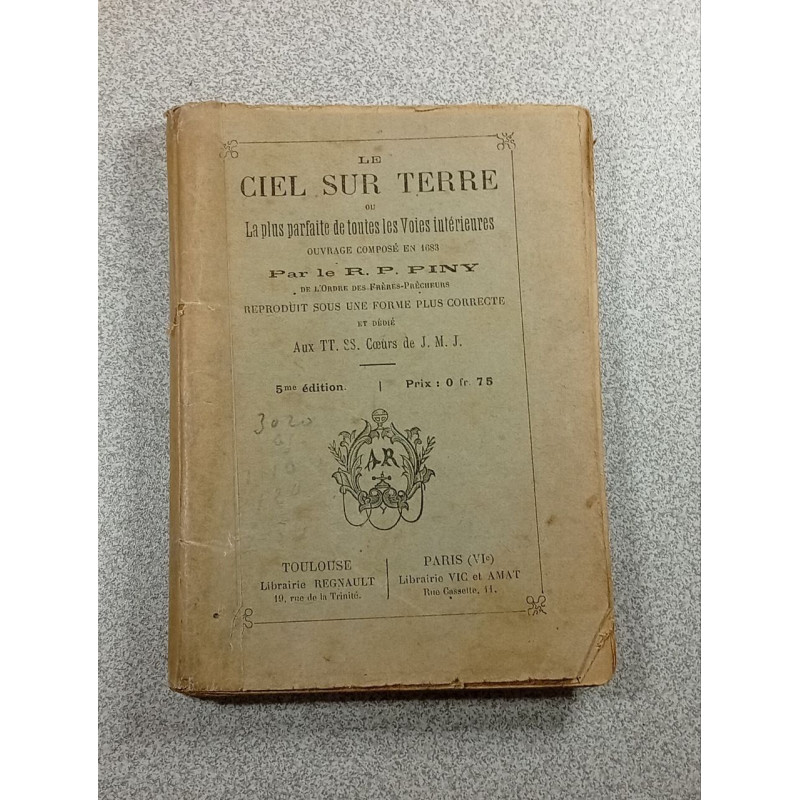 LE
CIEL SUR TERRE
OU
La plus parfaite de toutes les Voies intérieures
OUVRAGE COMPOSÉ EN 1683
Par le R. P. PINY
DE L'ORDRE DES FRÈRES-PRÊCHEURS
REPRODUIT SOUS UNE FORME PLUS CORRECTE
ET DÉDIÉ
Aux TT. SS. Cœurs de J. M. J.
5me édition. | Prix : 0 fr. 75
3020
AR
TOULOUSE
Librairie REGNAULT
19, rue de la Trinité.
PARIS (VIe)
Librairie VIC et AMAT
Rue Cassette, 11.